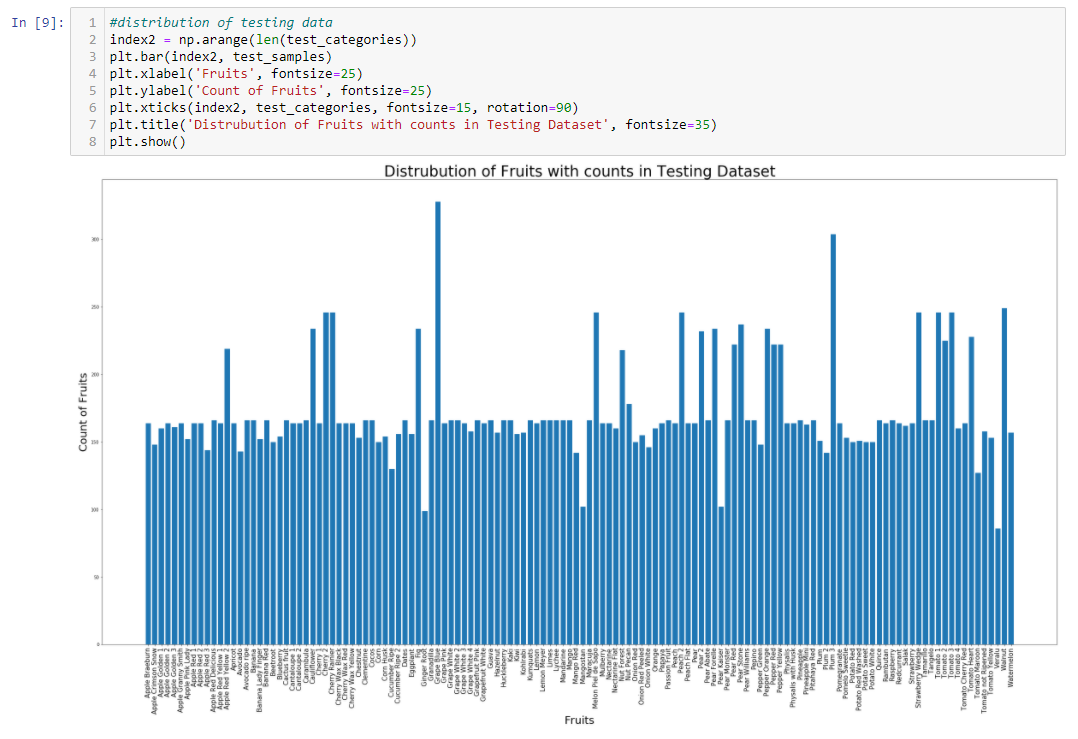 In [9]:
1 #distribution of testing data
2 index2 = np.arange(len(test_categories))
3 plt.bar(index2, test_samples)
4 plt.xlabel('Fruits', fontsize=25)
5 plt.ylabel('Count of Fruits', fontsize=25)
6 plt.xticks(index2, test_categories, fontsize=15, rotation=90)
7 plt.title('Distrubution of Fruits with counts in Testing Dataset', fontsize=35)
8 plt.show()
Distrubution of Fruits with counts in Testing Dataset
Count of Fruits
300
250
200
150
100
50
0
Apple Braeburn
Apple Crimson Snow
Apple Golden 1
Apple Golden 2
Apple Golden 3
Apple Granny Smith
Apple Pink Lady
Apple Red 1
Apple Red 2
Apple Red 3
Apple Red Delicious
Apple Red Yellow 1
Apple Red Yellow 2
Apricot
Avocado
Avocado ripe
Banana
Banana Lady Finger
Banana Red
Beetroot
Blueberry
Cactus fruit
Cantaloupe 1
Cantaloupe 2
Carambula
Cauliflower
Cherry 1
Cherry 2
Cherry Rainier
Cherry Wax Black
Cherry Wax Red
Cherry Wax Yellow
Chestnut
Clementine
Cocos
Corn
Corn Husk
Cucumber Ripe
Cucumber Ripe 2
Dates
Eggplant
Fig
Ginger Root
Granadilla
Grape Blue
Grape Pink
Grape White
Grape White 2
Grape White 3
Grape White 4
Grapefruit Pink
Grapefruit White
Guava
Hazelnut
Huckleberry
Kaki
Kiwi
Kohlrabi
Kumquats
Lemon
Lemon Meyer
Limes
Lychee
Mandarine
Mango
Mango Red
Mangostan
Maracuja
Melon Piel de Sapo
Mulberry
Nectarine
Nectarine Flat
Nut Forest
Nut Pecan
Onion Red
Onion Red Peeled
Onion White
Orange
Papaya
Passion Fruit
Peach
Peach 2
Peach Flat
Pear
Pear 2
Pear Abate
Pear Forelle
Pear Kaiser
Pear Monster
Pear Red
Pear Stone
Pear Williams
Pepino
Pepper Green
Pepper Orange
Pepper Red
Pepper Yellow
Physalis
Physalis with Husk
Pineapple
Pineapple Mini
Pitahaya Red
Plum
Plum 2
Plum 3
Pomegranate
Pomelo Sweetie
Potato Red
Potato Red Washed
Potato Sweet
Potato White
Quince
Rambutan
Raspberry
Redcurrant
Salak
Strawberry
Strawberry Wedge
Tamarillo
Tangelo
Tomato 1
Tomato 2
Tomato 3
Tomato 4
Tomato Cherry Red
Tomato Heart
Tomato Maroon
Tomato not Ripened
Tomato Yellow
Walnut
Watermelon
Fruits